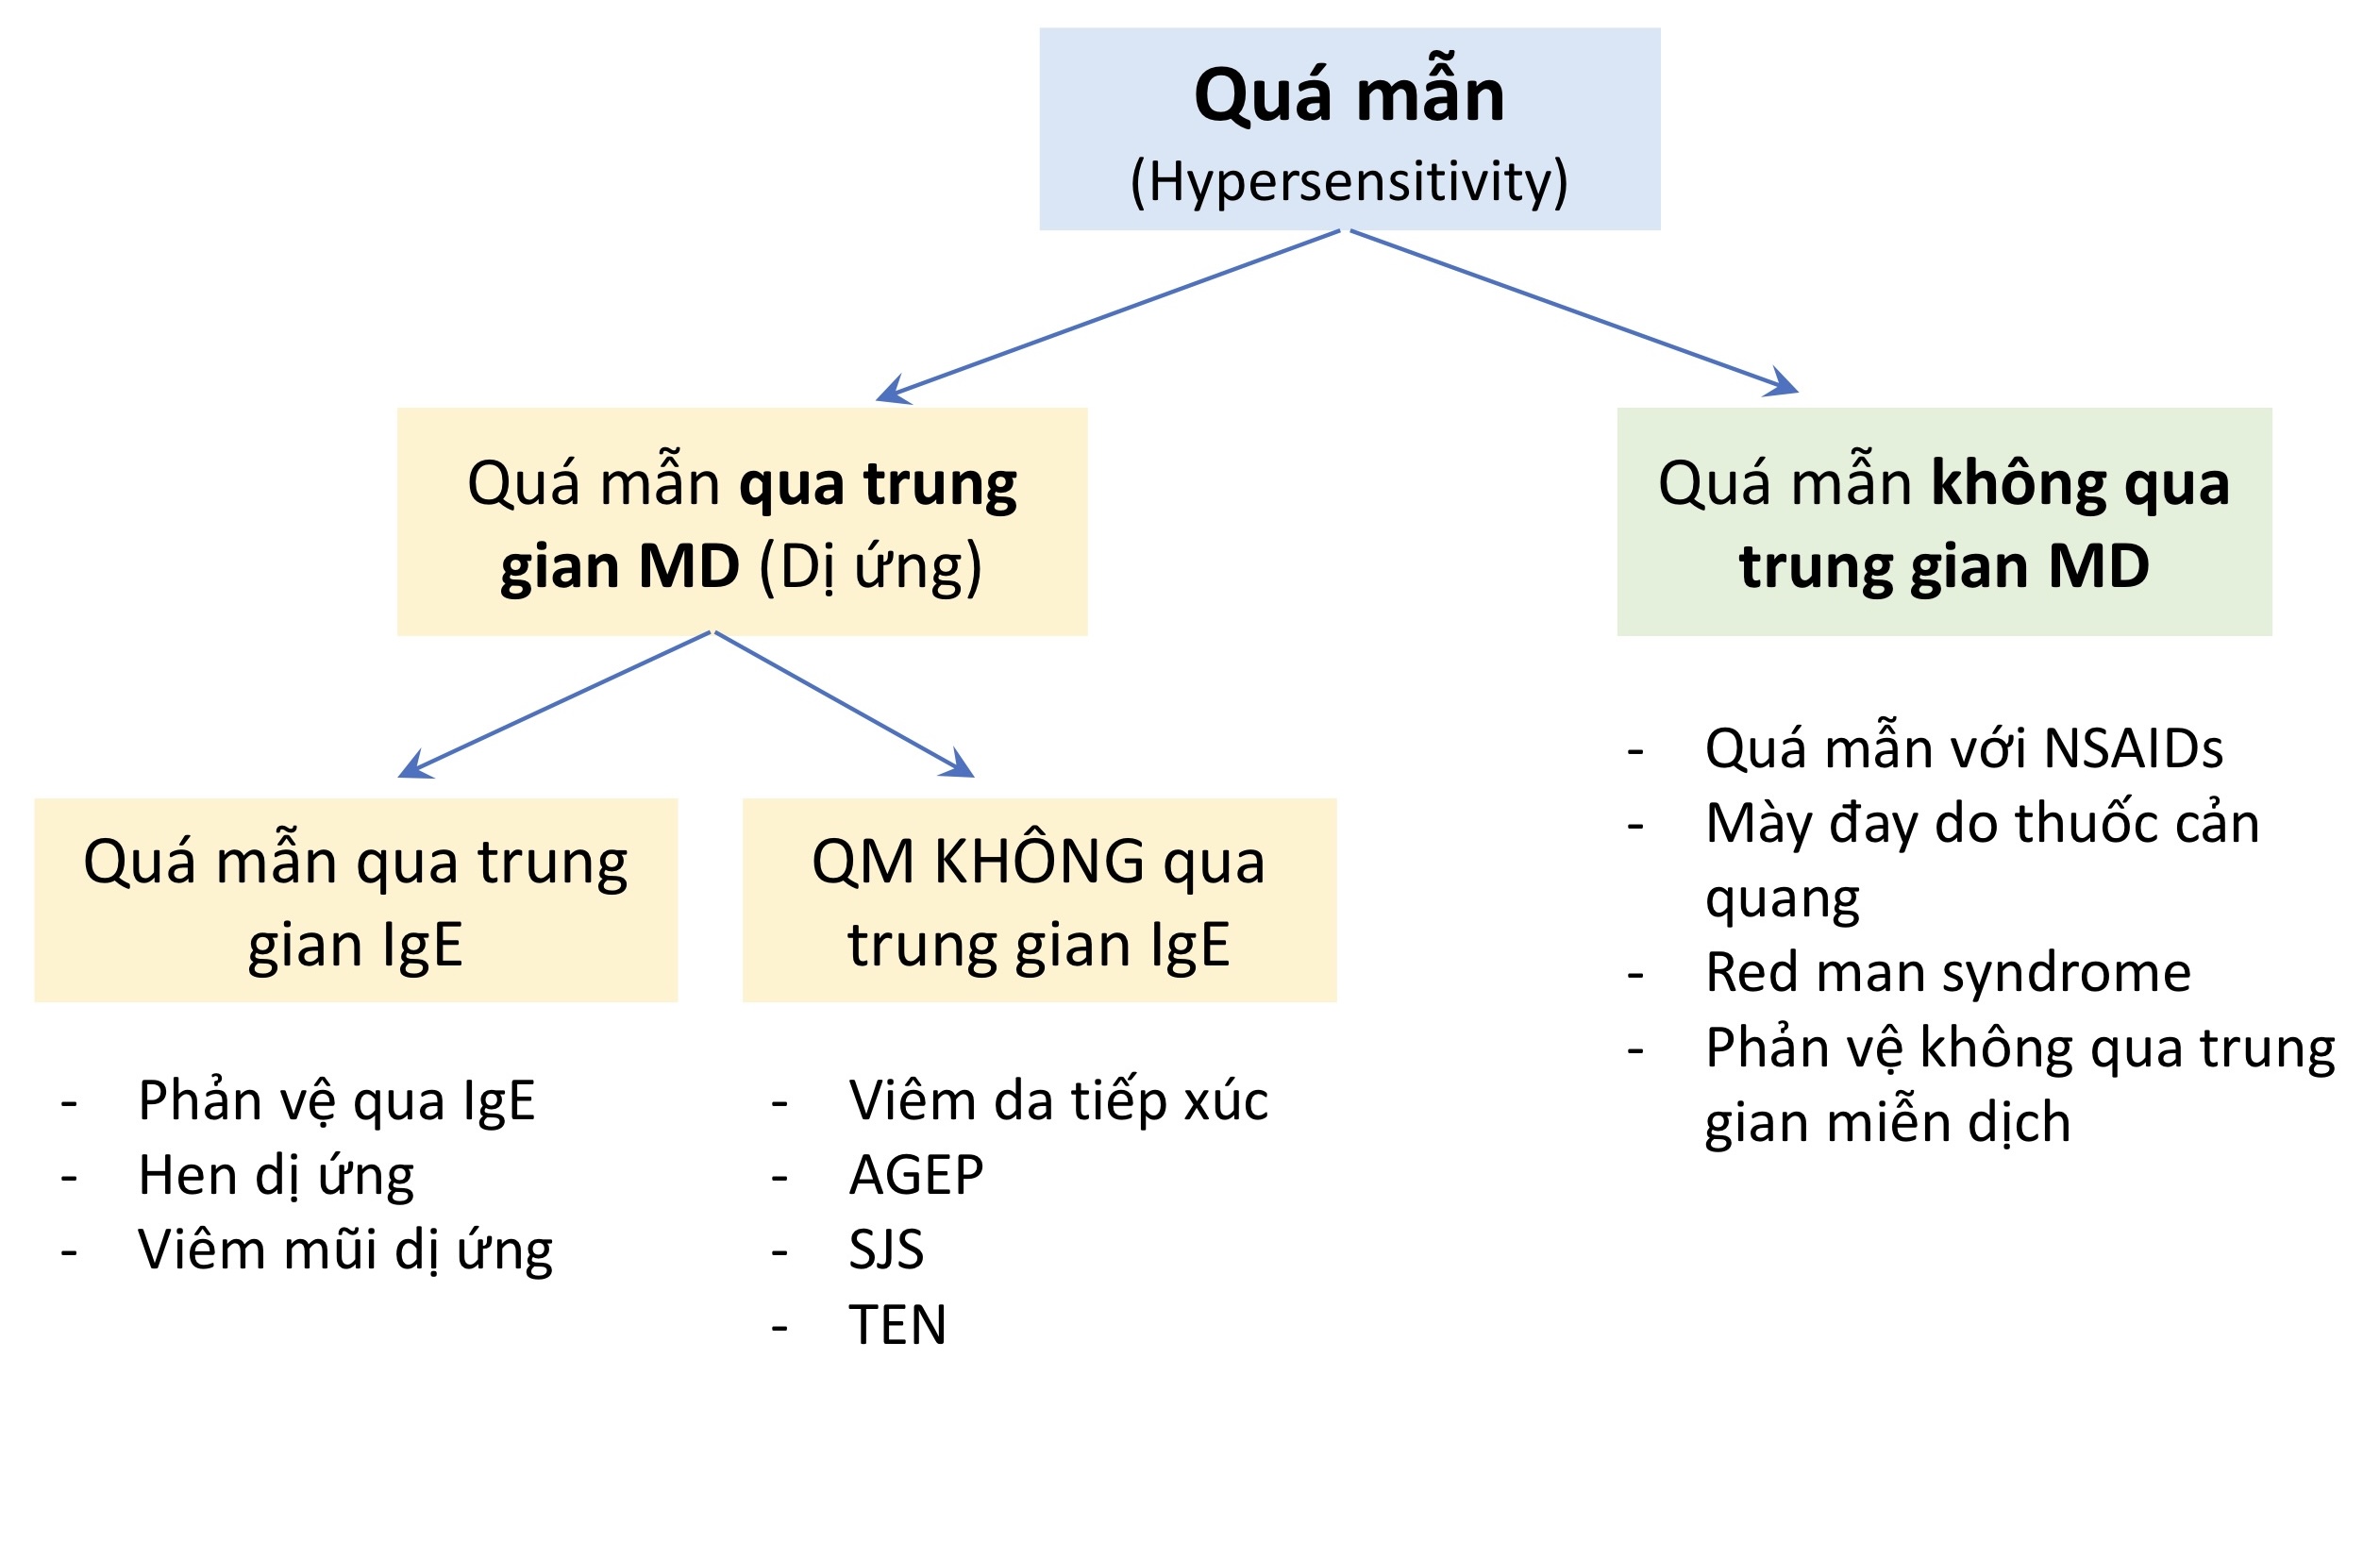 Quá mẫn
(Hypersensitivity)
Quá mẫn qua trung
gian MD (Dị ứng)
Quá mẫn không qua
trung gian MD
Quá mẫn qua trung
gian IgE
QM KHÔNG qua
trung gian IgE
- Phản vệ qua IgE
- Hen dị ứng
- Viêm mũi dị ứng
- Viêm da tiếp xúc
- AGEP
- SJS
- TEN
- Quá mẫn với NSAIDs
- Mày đay do thuốc cản
quang
- Red man syndrome
- Phản vệ không qua trung
gian miễn dịch